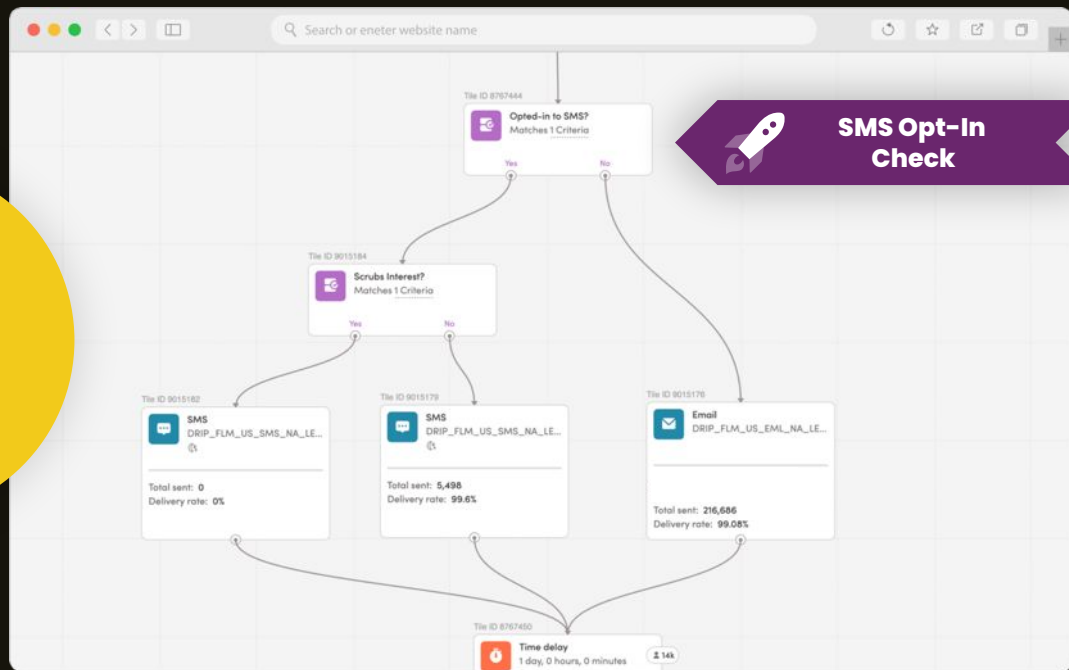 Search or eneter website name
Tile ID 8767444
Opted-in to SMS?
Matches 1 Criteria
Yes
No
SMS Opt-In
Check
Tile ID 9015184
Scrubs Interest?
Matches 1 Criteria
Yes
No
Tile ID 9015182
SMS
DRIP_FLM_US_SMS_NA_LE...
Total sent: 0
Delivery rate: 0%
Tile ID 9015179
SMS
DRIP_FLM_US_SMS_NA_LE...
Total sent: 5,498
Delivery rate: 99.6%
Tile ID 9015176
Email
DRIP_FLM_US_EML_NA_LE...
Total sent: 216,686
Delivery rate: 99.08%
Tile ID 8767450
Time delay
1 day, 0 hours, 0 minutes
14k